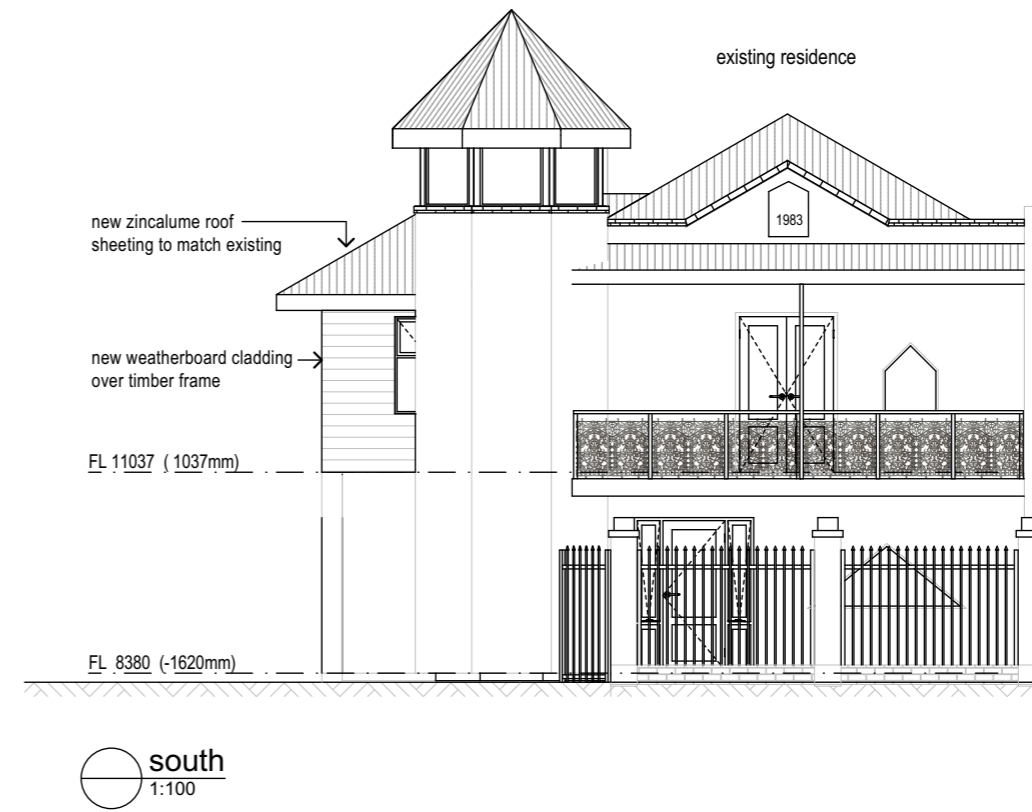 existing residence
new zincalume roof
sheeting to match existing
1983
new weatherboard cladding
over timber frame
FL 11037 ( 1037mm)
FL 8380 (-1620mm)
south
1:100